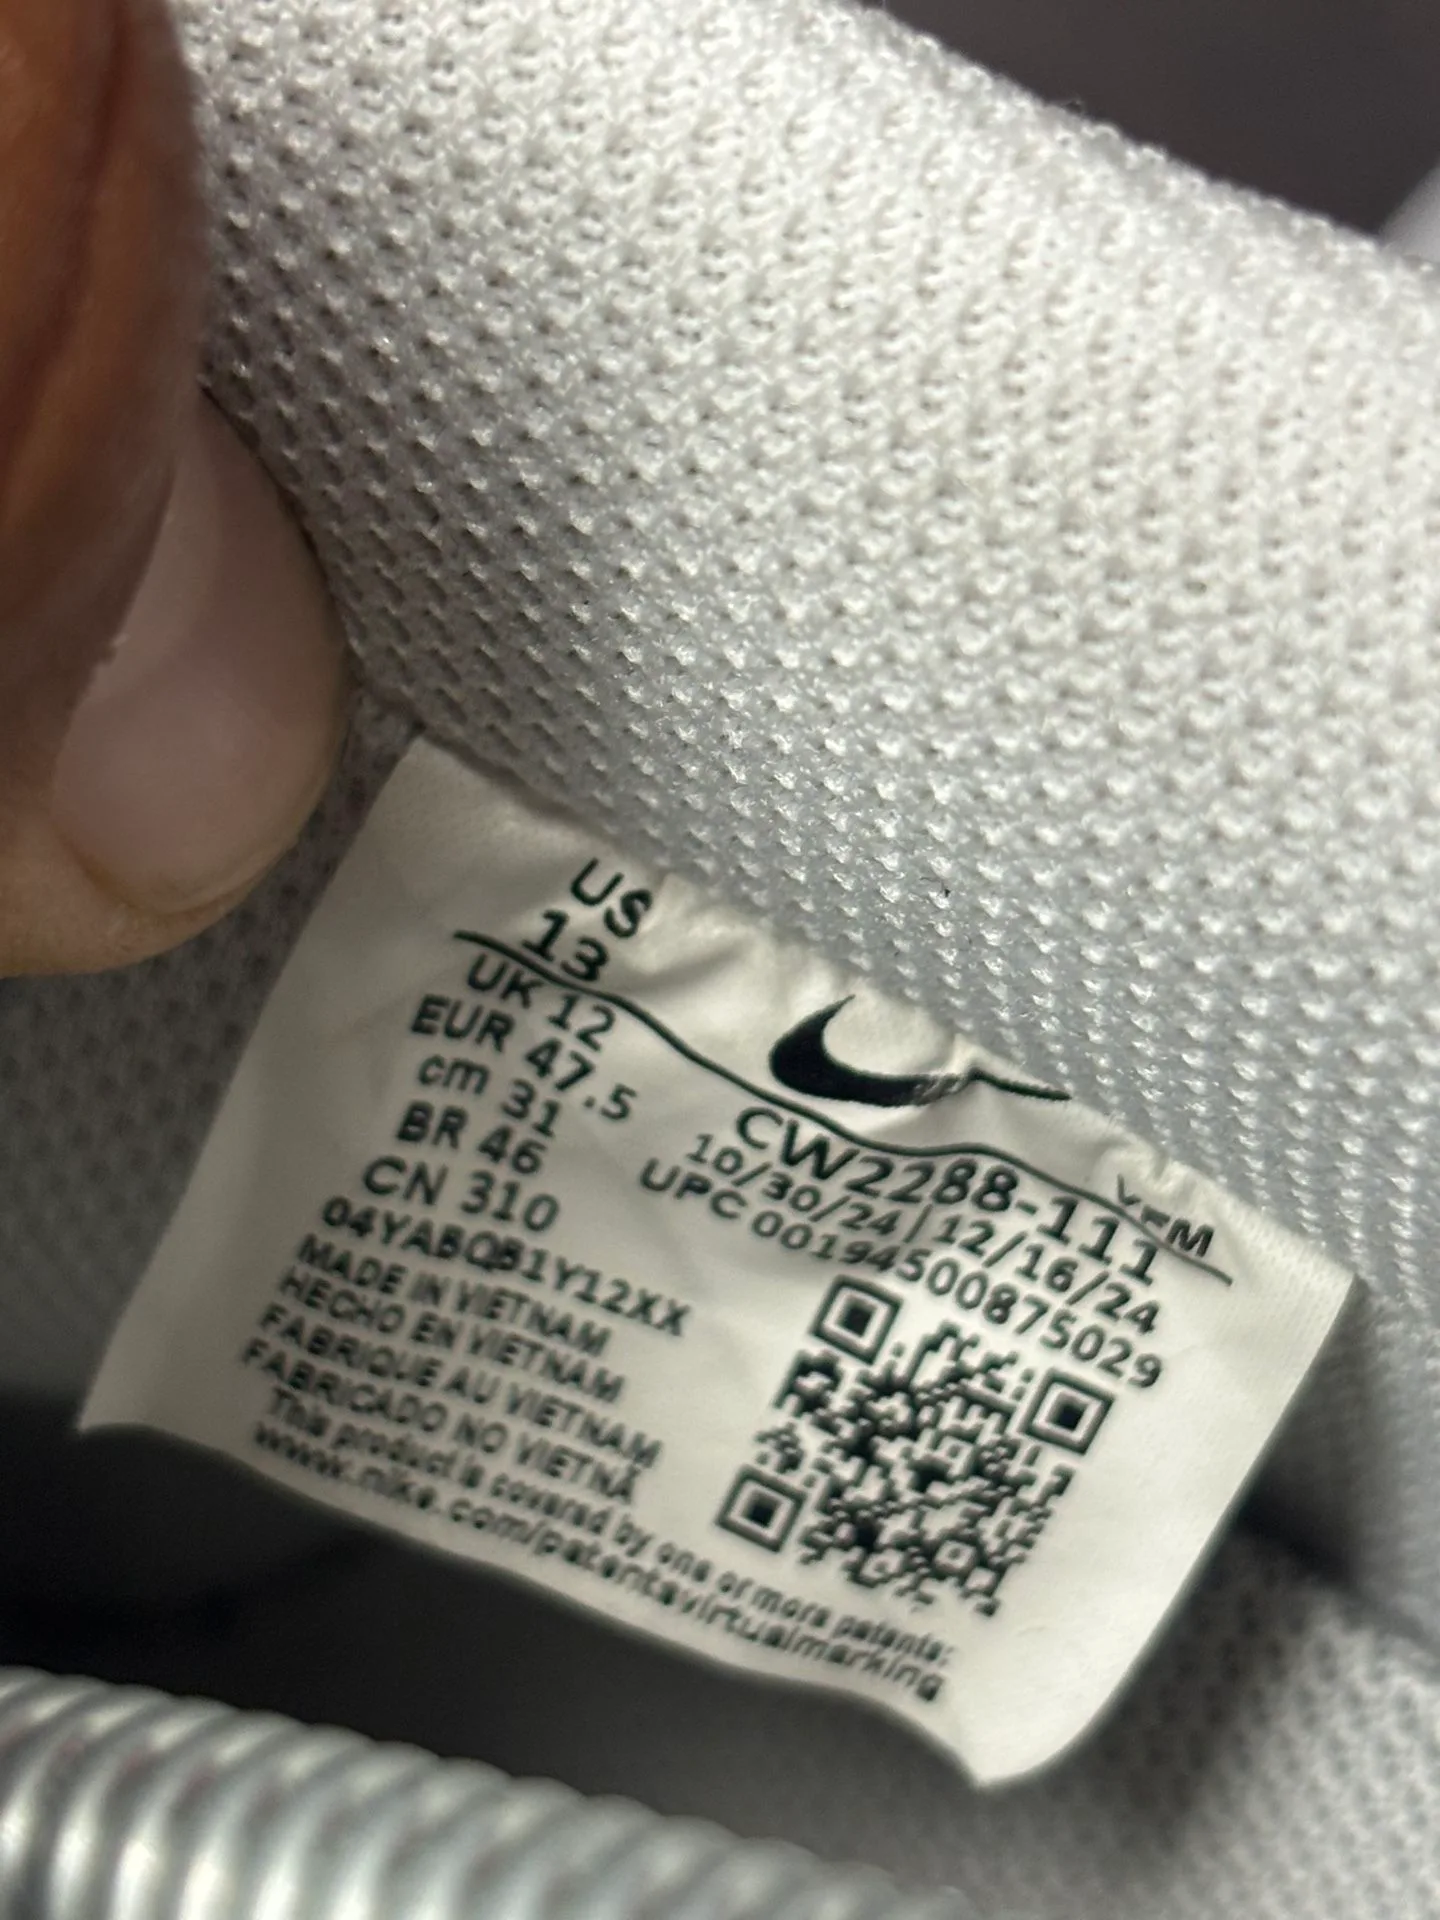 US
13
UK 12
EUR 47.5
cm 31
BR 46
CN 310
04YABQB1Y12XX
MADE IN VIETNAM
HECHO EN VIETNAM
FABRIQUE AU VIETNAM
FABRICADO NO VIETNÃ
This product is covered by one or more patents:
www.nike.com/patentsvirtualmarking
CW2288-111
10/30/24|12/16/24
UPC 00194500875029